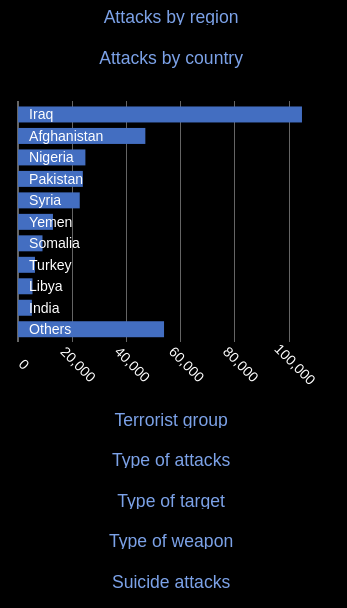 Attacks by region
Attacks by country
Iraq
Afghanistan
Nigeria
Pakistan
Syria
Yemen
Somalia
Turkey
Libya
India
Others
0
20,000
40,000
60,000
80,000
100,000
Terrorist group
Type of attacks
Type of target
Type of weapon
Suicide attacks